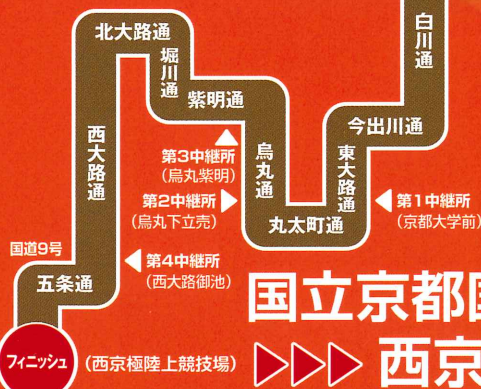 白川通
北大路通
堀川通
紫明通
今出川通
西大路通
第3中継所
(烏丸紫明)
烏丸通
東大路通
第2中継所
(烏丸下立売)
第1中継所
(京都大学前)
丸太町通
国道9号
第4中継所
(西大路御池)
五条通
国立京都国
フィニッシュ
(西京極陸上競技場)
西京